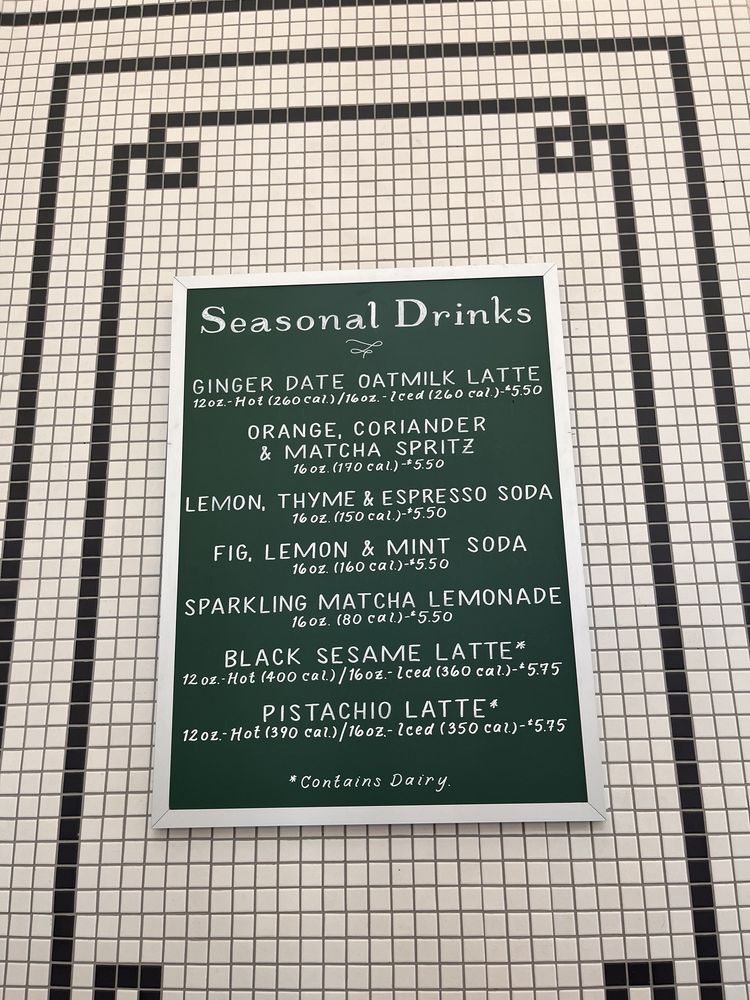 Seasonal Drinks
GINGER DATE OATMILK LATTE
12oz.-Hot (260 cal.)/16oz.-Iced (260 cal.)-$5.50
ORANGE, CORIANDER
& MATCHA SPRITZ
16oz. (170 cal.)-$5.50
LEMON, THYME & ESPRESSO SODA
16oz. (150 cal.)-$5.50
FIG, LEMON & MINT SODA
16oz. (160 cal.)-$5.50
SPARKLING MATCHA LEMONADE
16oz. (80 cal.)-$5.50
BLACK SESAME LATTE*
12oz.-Hot (400 cal.)/16oz.-Iced (360 cal.)-$5.75
PISTACHIO LATTE*
12oz.-Hot (390 cal.)/16oz.-Iced (350 cal.)-$5.75
*Contains Dairy.